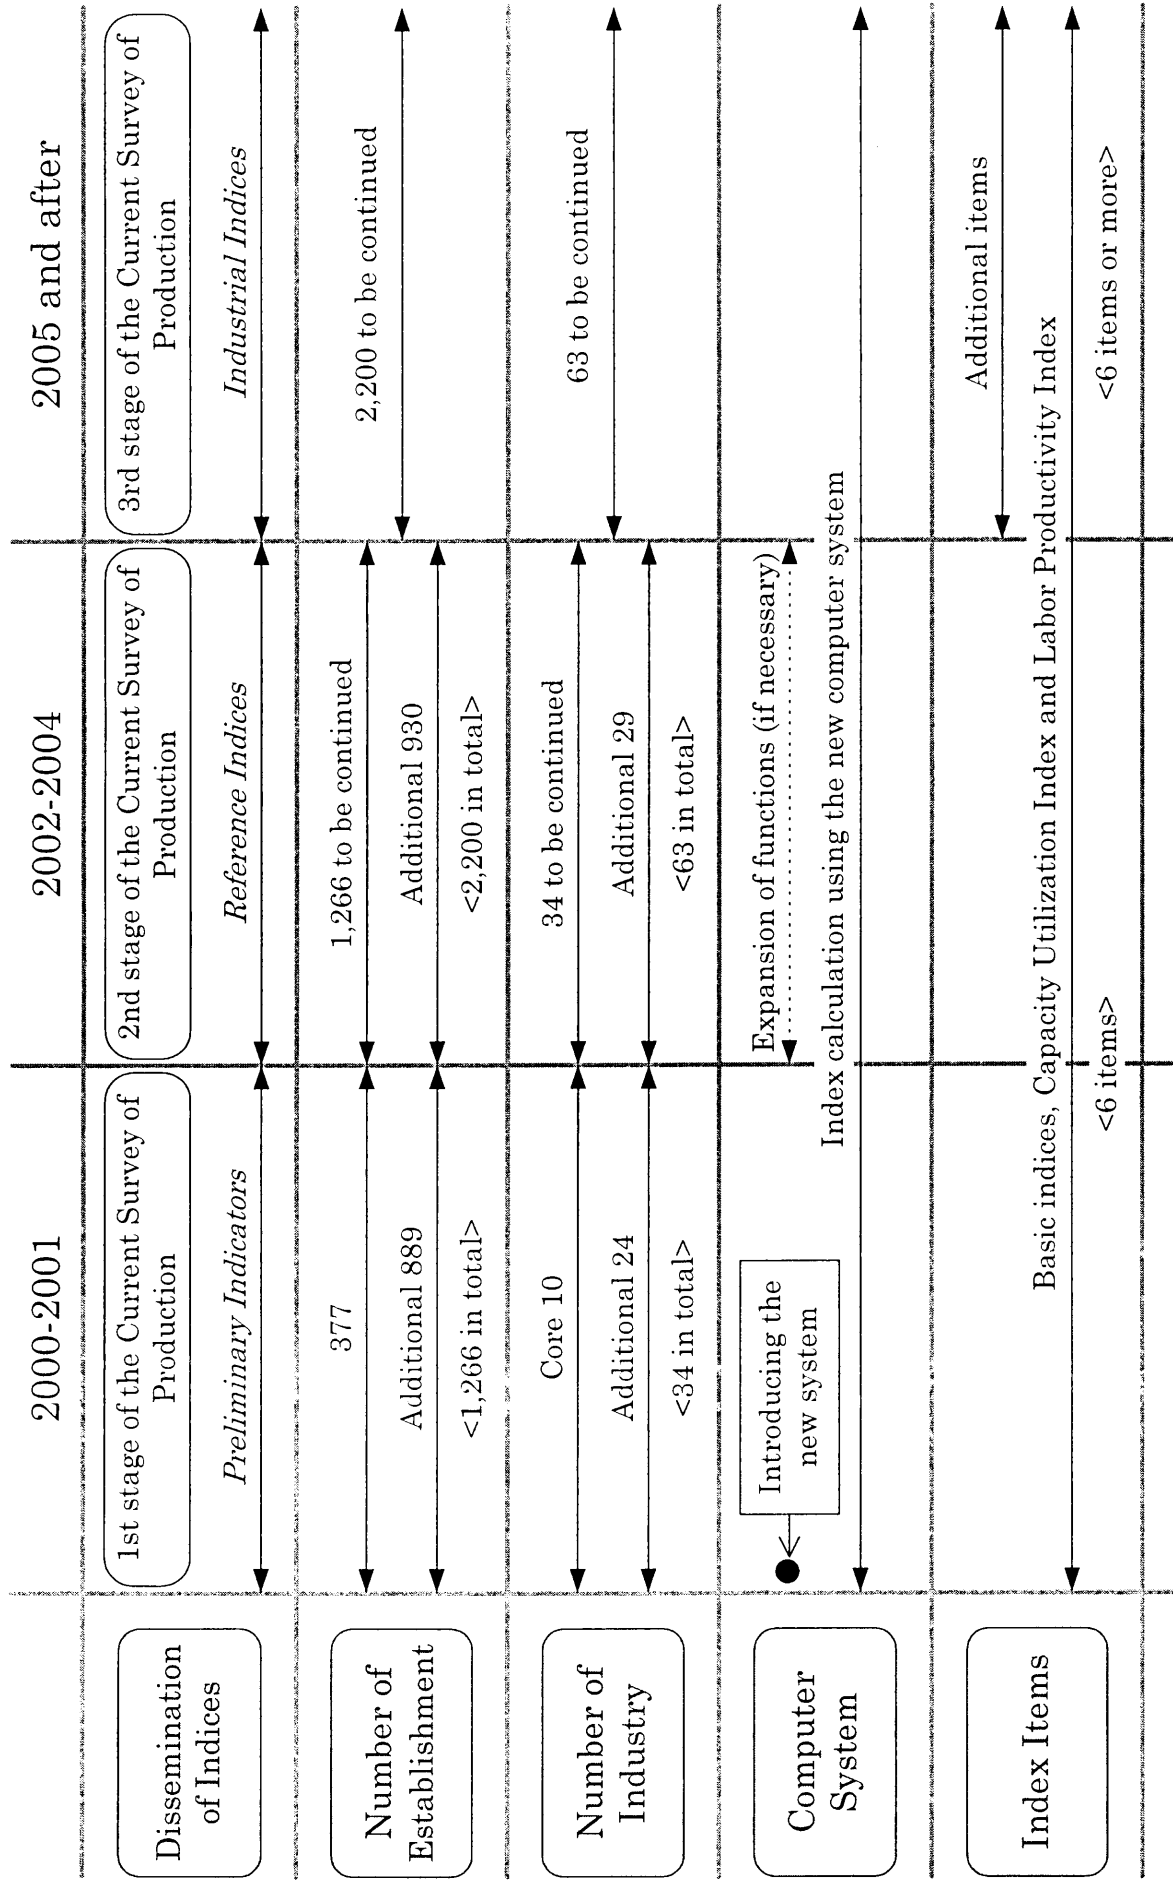 2000-2001
2002-2004
2005 and after
Dissemination
of Indices
1st stage of the Current Survey of
Production
2nd stage of the Current Survey of
Production
3rd stage of the Current Survey of
Production
Preliminary Indicators
Reference Indices
Industrial Indices
Number of
Establishment
377
1,266 to be continued
2,200 to be continued
Additional 889
Additional 930
<1,266 in total>
<2,200 in total>
Number of
Industry
Core 10
34 to be continued
63 to be continued
Additional 24
Additional 29
<34 in total>
<63 in total>
Computer
System
Introducing the
new system
Expansion of functions (if necessary)
Index calculation using the new computer system
Index Items
Additional items
Basic indices, Capacity Utilization Index and Labor Productivity Index
<6 items>
<6 items or more>